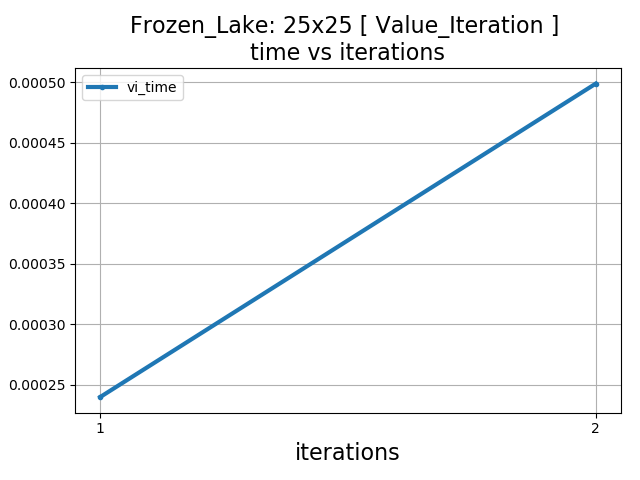 Frozen_Lake: 25x25 [ Value_Iteration ]
time vs iterations
vi_time
0.00050
0.00045
0.00040
0.00035
0.00030
0.00025
1 2
iterations